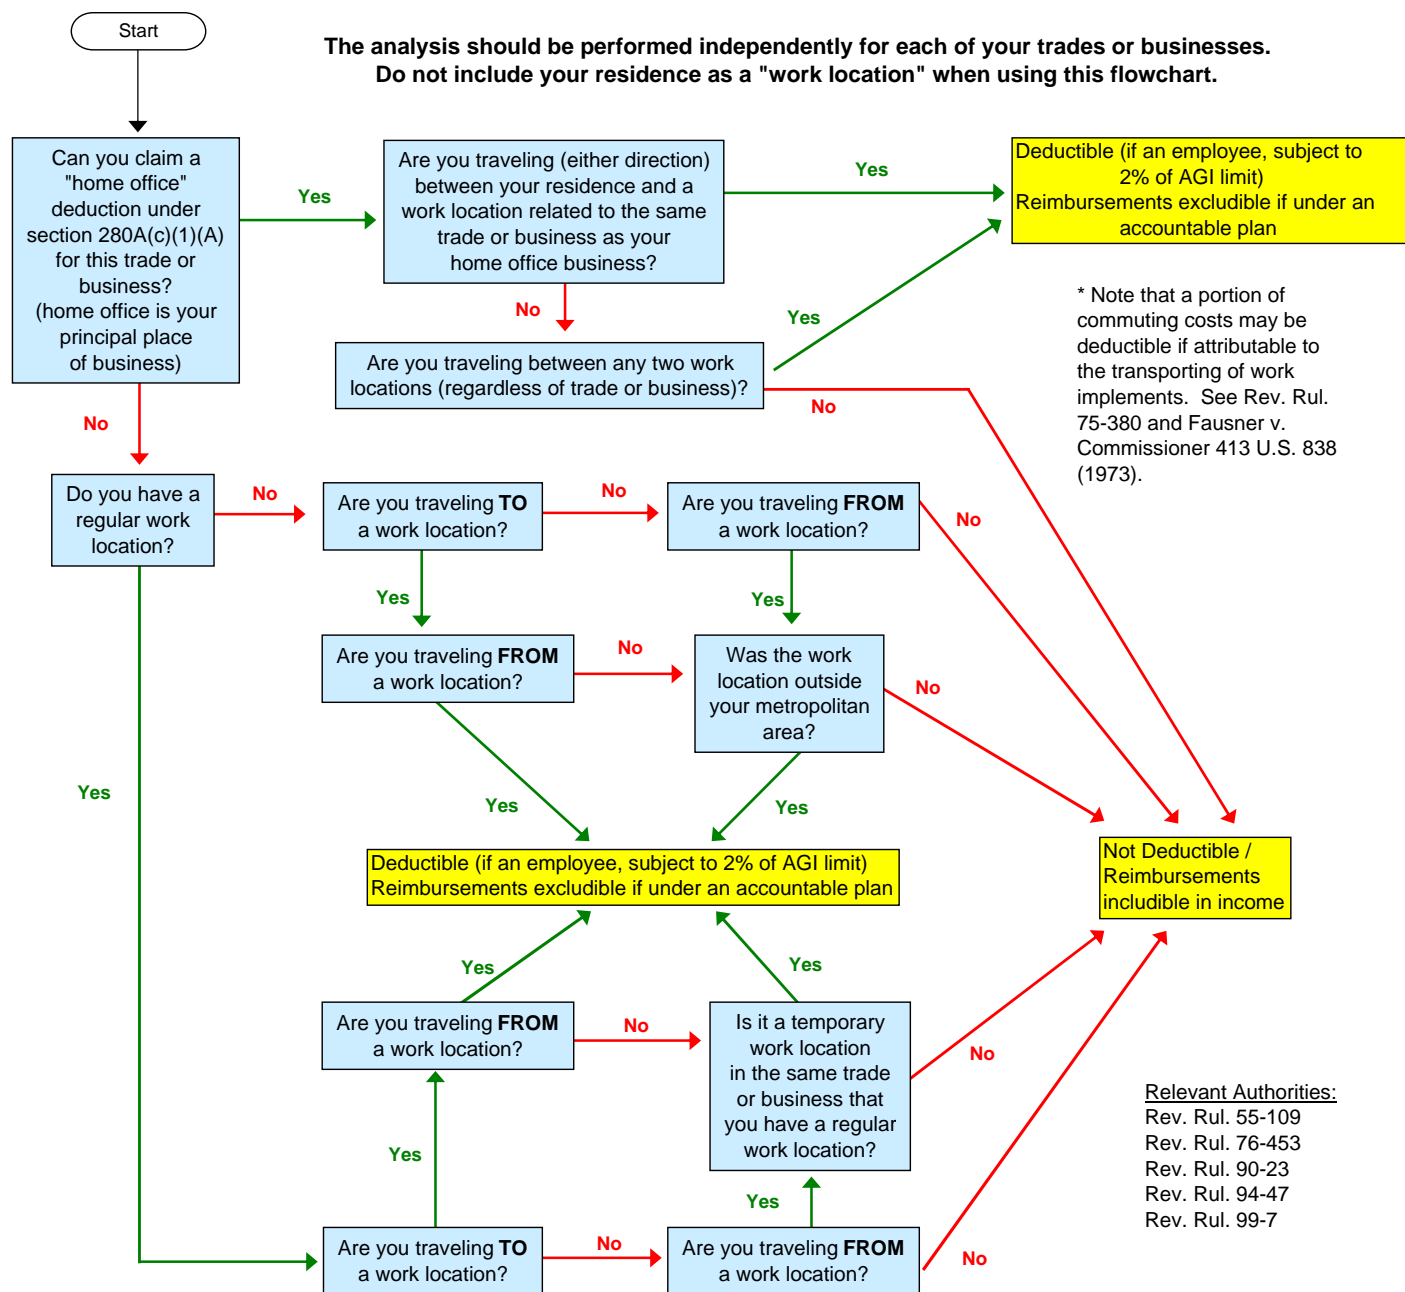 Start
The analysis should be performed independently for each of your trades or businesses.
Do not include your residence as a "work location" when using this flowchart.
Can you claim a
"home office"
deduction under
section 280A(c)(1)(A)
for this trade or
business?
(home office is your
principal place
of business)
Yes
Are you traveling (either direction)
between your residence and a
work location related to the same
trade or business as your
home office business?
Yes
Deductible (if an employee, subject to
2% of AGI limit)
Reimbursements excludible if under an
accountable plan
No
Yes
Are you traveling between any two work
locations (regardless of trade or business)?
No
* Note that a portion of
commuting costs may be
deductible if attributable to
the transporting of work
implements. See Rev. Rul.
75-380 and Fausner v.
Commissioner 413 U.S. 838
(1973).
No
Do you have a
regular work
location?
No
Are you traveling TO
a work location?
No
Are you traveling FROM
a work location?
No
Yes
Yes
Are you traveling FROM
a work location?
No
Was the work
location outside
your metropolitan
area?
No
Yes
Yes
Yes
Deductible (if an employee, subject to 2% of AGI limit)
Reimbursements excludible if under an accountable plan
Not Deductible /
Reimbursements
includible in income
Yes
Yes
Are you traveling FROM
a work location?
No
Is it a temporary
work location
in the same trade
or business that
you have a regular
work location?
No
Yes
Yes
Are you traveling TO
a work location?
No
Are you traveling FROM
a work location?
No
Relevant Authorities:
Rev. Rul. 55-109
Rev. Rul. 76-453
Rev. Rul. 90-23
Rev. Rul. 94-47
Rev. Rul. 99-7